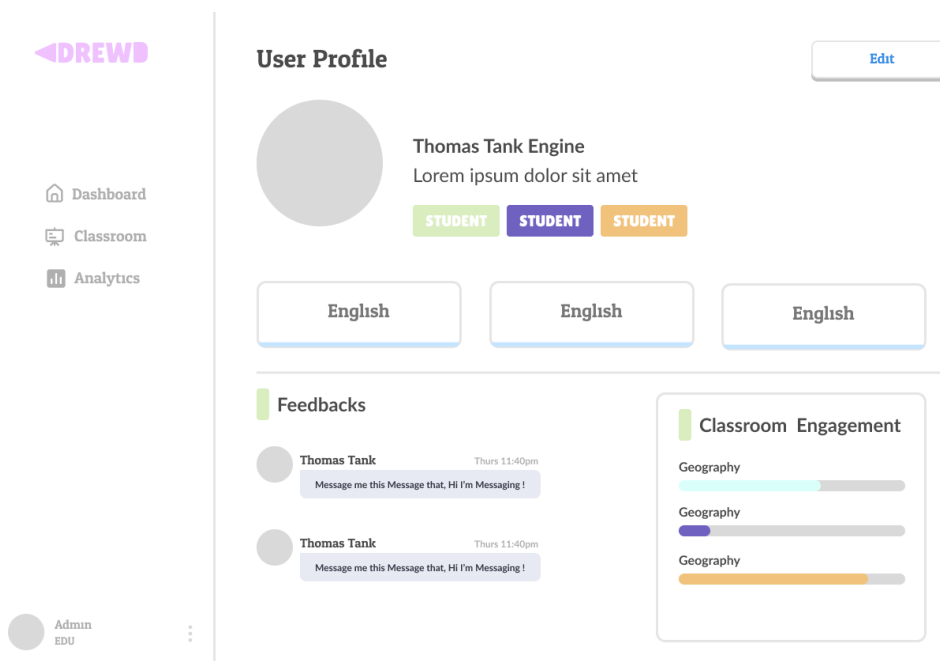 DREWD
User Profile
Edit
Thomas Tank Engine
Lorem ipsum dolor sit amet
STUDENT STUDENT STUDENT
Dashboard
Classroom
Analytics
English English English
Feedbacks
Thomas Tank Thurs 11:40pm
Message me this Message that, Hi I'm Messaging !
Thomas Tank Thurs 11:40pm
Message me this Message that, Hi I'm Messaging !
Classroom Engagement
Geography
Geography
Geography
Admin
EDU